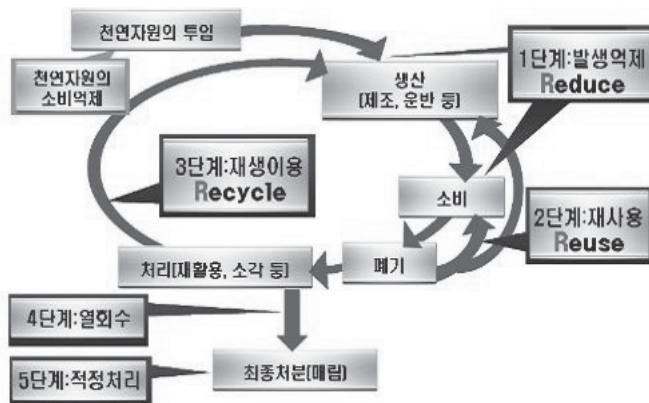 천연자원의 투입
천연자원의
소비억제
생산
(제조, 운반 등)
1단계:발생억제
Reduce
3단계:재생이용
Recycle
소비
2단계:재사용
Reuse
처리(재활용, 소각 등)
폐기
4단계:열회수
최종처분(매립)
5단계:적정처리